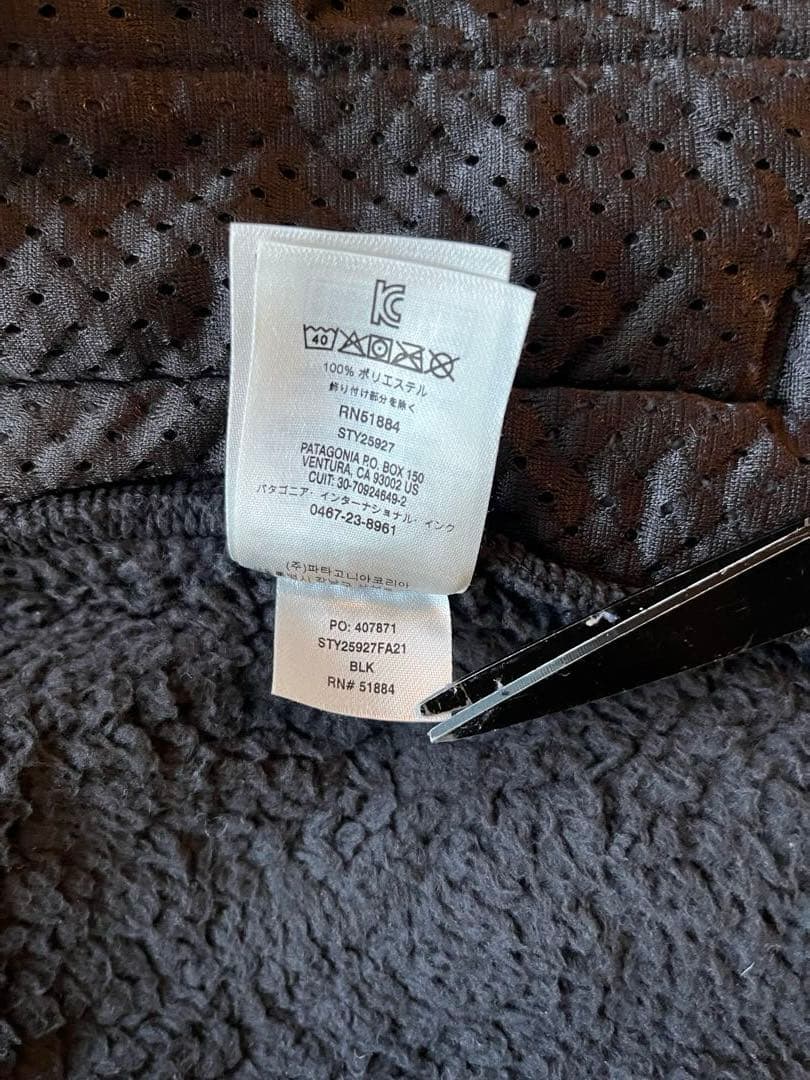 KC
40
100% ポリエステル
飾り付け部分を除く
RN51884
STY25927
PATAGONIA P.O. BOX 150
VENTURA, CA 93002 US
CUIT: 30-70924649-2
パタゴニア・インターナショナル・インク
0467-23-8961
(주)파타고니아코리아
PO: 407871
STY25927FA21
BLK
RN# 51884